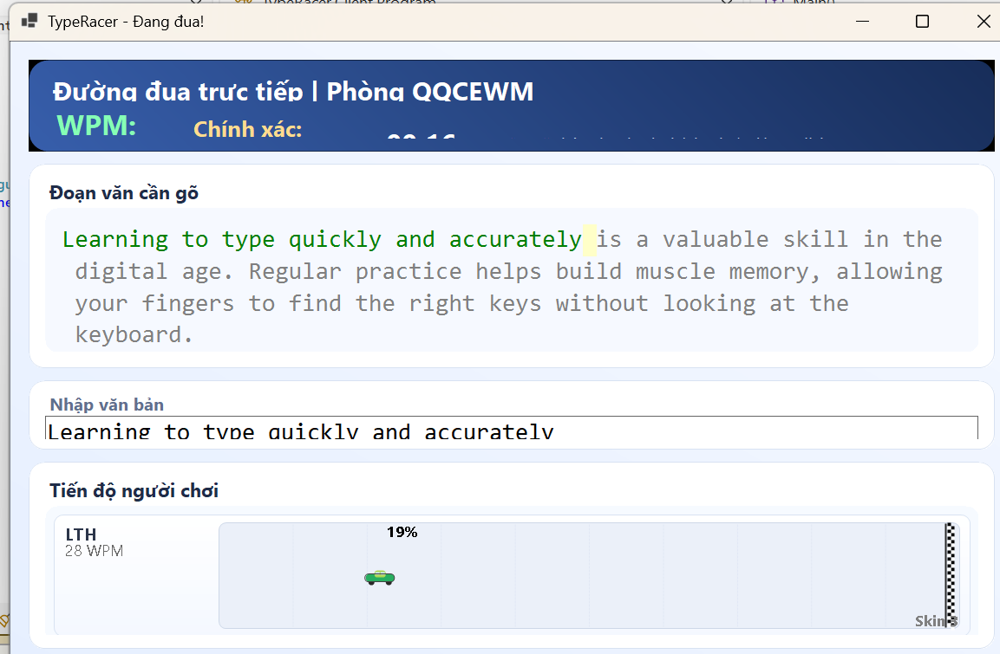 TypeRacer - Đang đua!
Đường đua trực tiếp | Phòng QQCEWM
WPM:
Chính xác:
00:16
Đoạn văn cần gõ
Learning to type quickly and accurately is a valuable skill in the
digital age. Regular practice helps build muscle memory, allowing
your fingers to find the right keys without looking at the
keyboard.
Nhập văn bản
Learning to type quickly and accurately
Tiến độ người chơi
LTH
28 WPM
19%
Skin 3